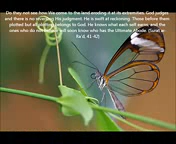 Do they not see how We come to the land eroding it at its extremities. God judges
and there is no reversing His judgment. He is swift at reckoning. Those before them
plotted but all plotting belongs to God. He knows what each self earns, and the
ones who do not believe will soon know who has the Ultimate Abode. (Surat ar-
Ra'd, 41-42)